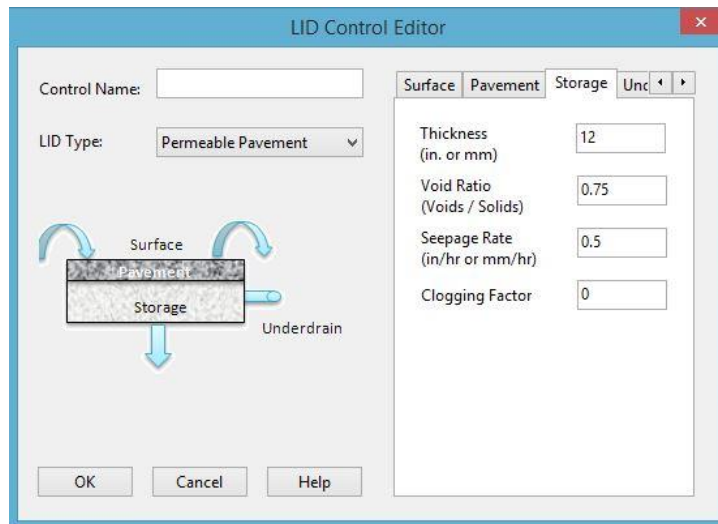 LID Control Editor
×
Control Name:
LID Type:
Permeable Pavement
Surface
Pavement
Storage
Underdrain
OK
Cancel
Help
Surface
Pavement
Storage
Unc
Thickness
(in. or mm)
12
Void Ratio
(Voids / Solids)
0.75
Seepage Rate
(in/hr or mm/hr)
0.5
Clogging Factor
0